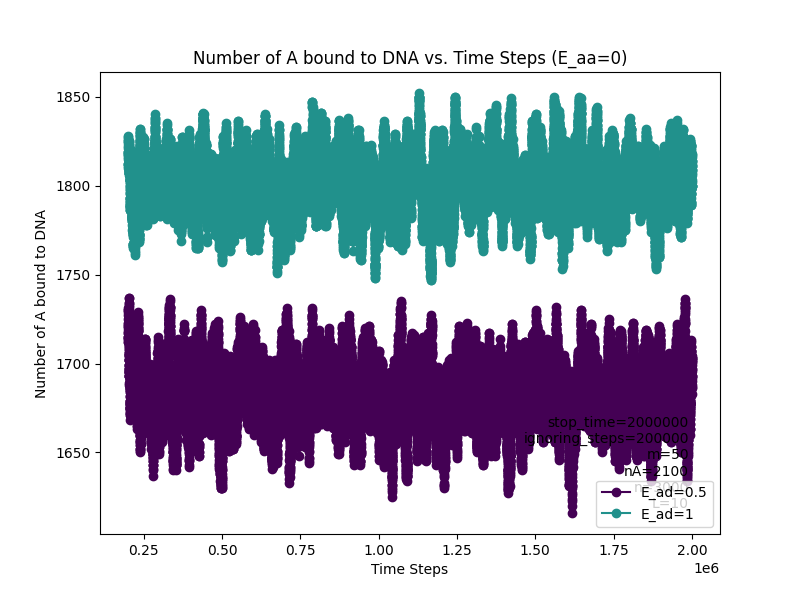 Number of A bound to DNA vs. Time Steps (E_aa=0)
Number of A bound to DNA
1850
1800
1750
1700
1650
stop_time=2000000
ignoring_steps=200000
m=50
nA=2100
L=10
E_ad=0.5
E_ad=1
0.25
0.50
0.75
1.00
1.25
1.50
1.75
2.00
1e6
Time Steps